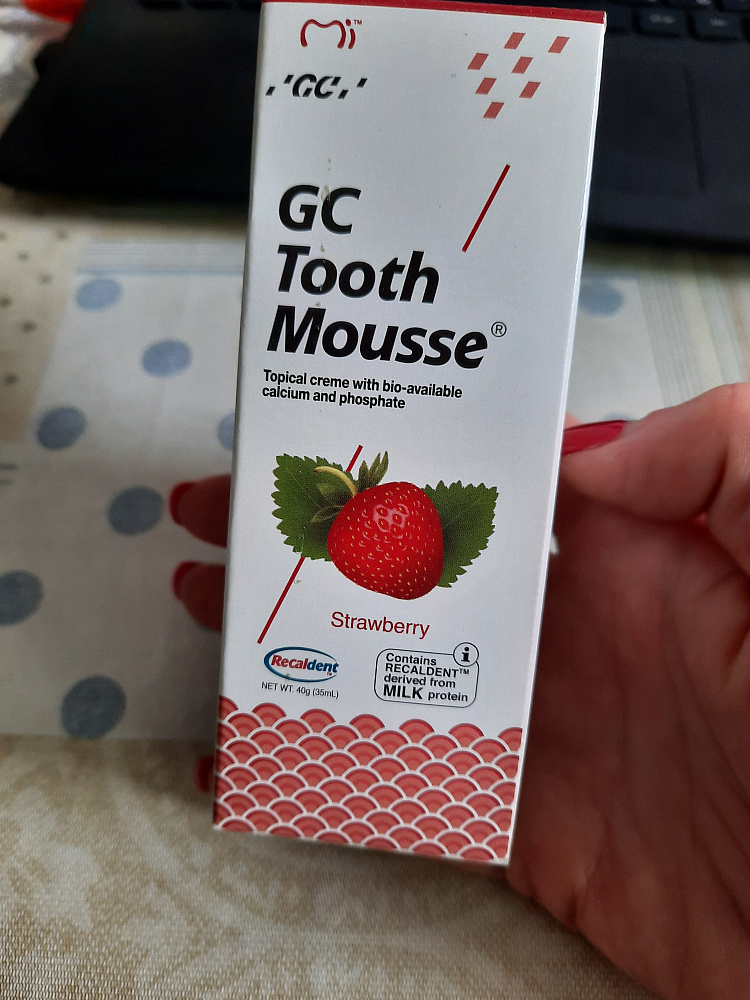 Mi™
GC
GC
Tooth
Mousse®
Topical creme with bio-available
calcium and phosphate
Strawberry
Recaldent™
NET WT. 40g (35mL)
i
Contains
RECALDENT™
derived from
MILK protein